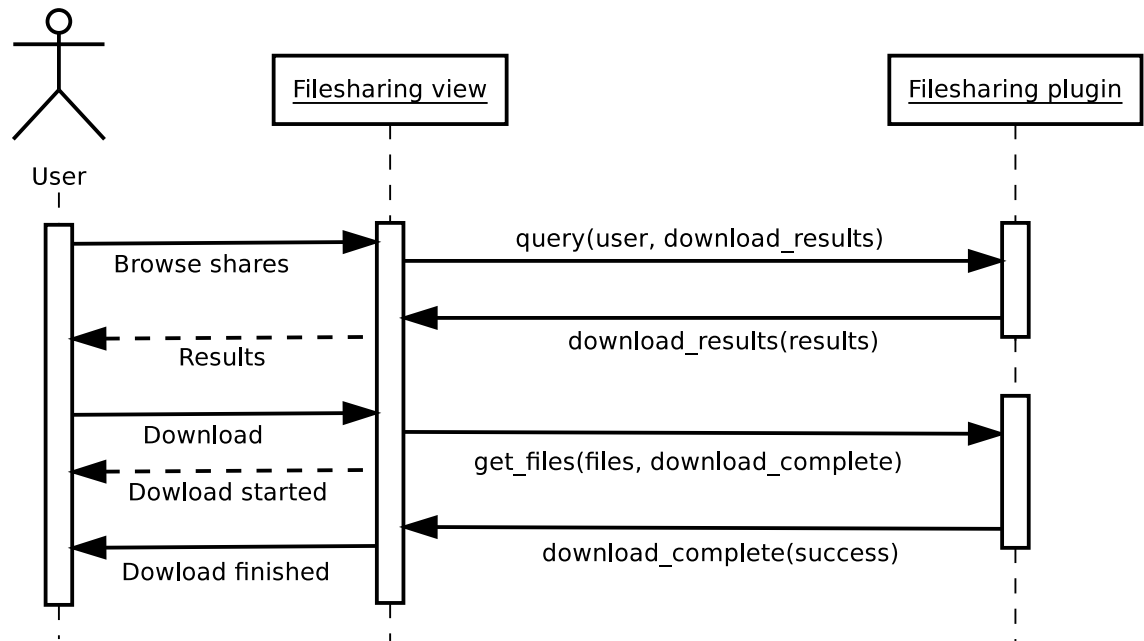 Filesharing view
Filesharing plugin
User
query(user, download_results)
Browse shares
download_results(results)
Results
Download
get_files(files, download_complete)
Dowload started
download_complete(success)
Dowload finished